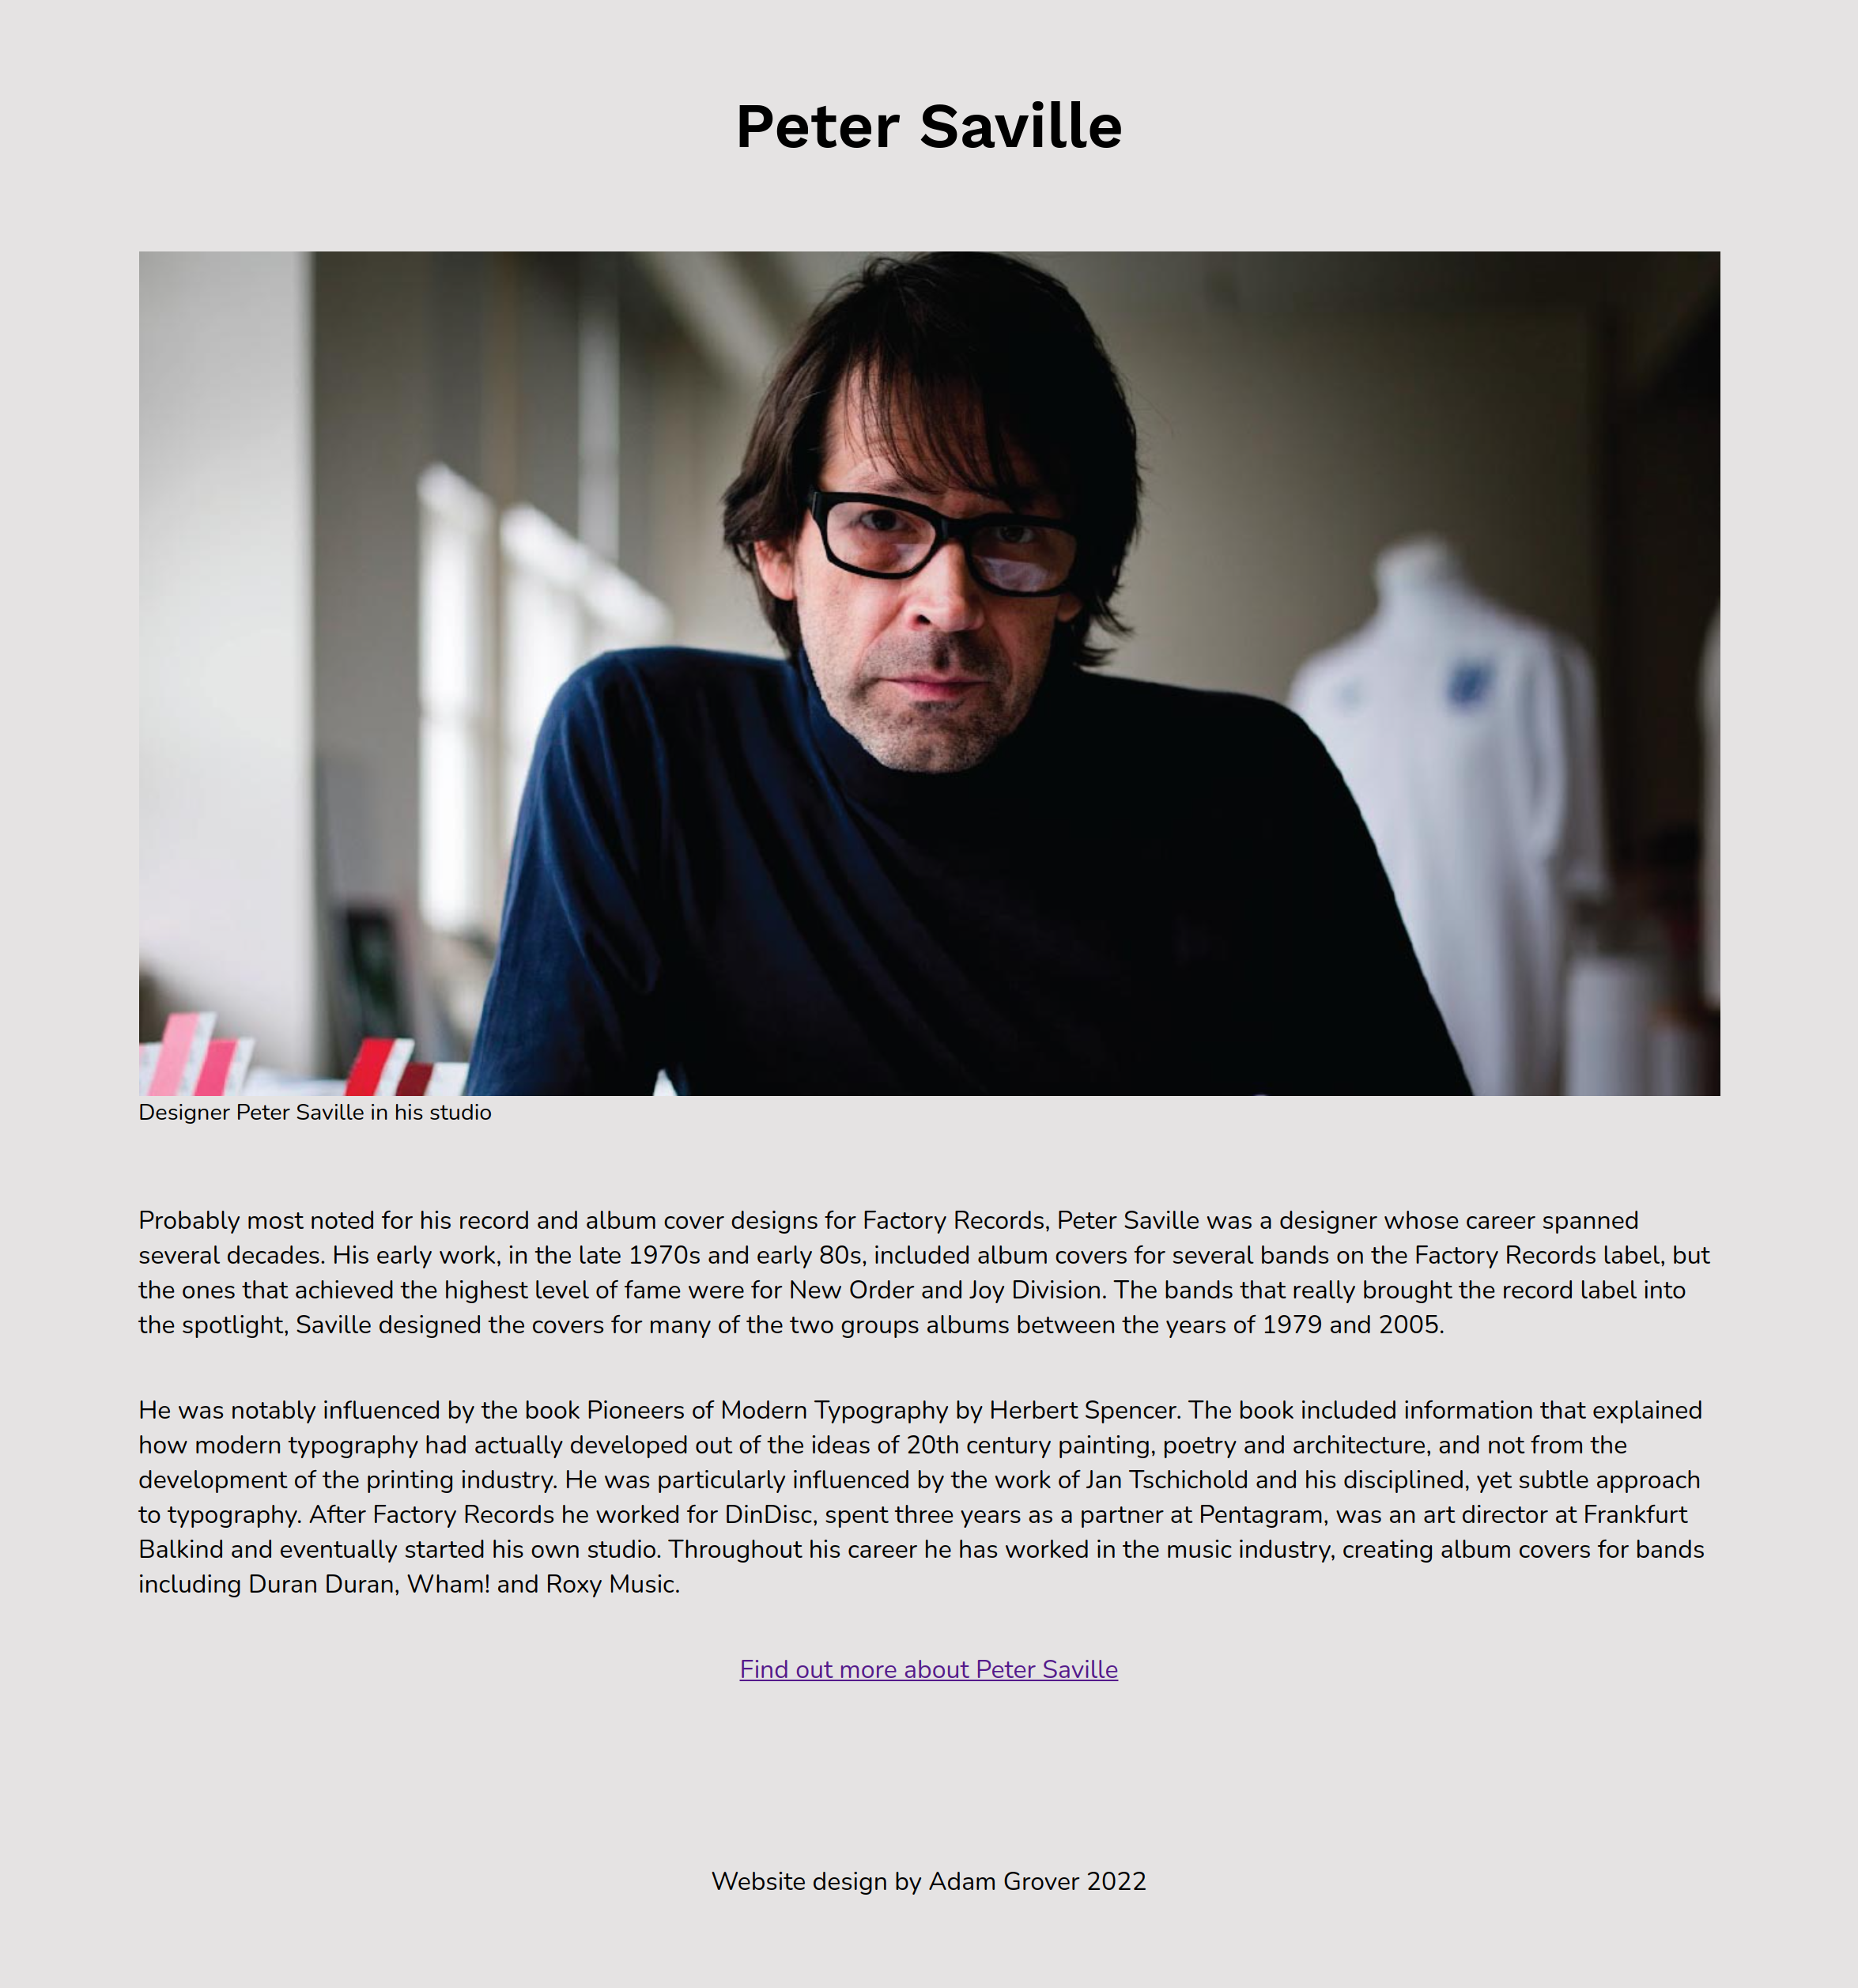 Peter Saville
Designer Peter Saville in his studio
Probably most noted for his record and album cover designs for Factory Records, Peter Saville was a designer whose career spanned
several decades. His early work, in the late 1970s and early 80s, included album covers for several bands on the Factory Records label, but
the ones that achieved the highest level of fame were for New Order and Joy Division. The bands that really brought the record label into
the spotlight, Saville designed the covers for many of the two groups albums between the years of 1979 and 2005.
He was notably influenced by the book Pioneers of Modern Typography by Herbert Spencer. The book included information that explained
how modern typography had actually developed out of the ideas of 20th century painting, poetry and architecture, and not from the
development of the printing industry. He was particularly influenced by the work of Jan Tschichold and his disciplined, yet subtle approach
to typography. After Factory Records he worked for DinDisc, spent three years as a partner at Pentagram, was an art director at Frankfurt
Balkind and eventually started his own studio. Throughout his career he has worked in the music industry, creating album covers for bands
including Duran Duran, Wham! and Roxy Music.
Find out more about Peter Saville
Website design by Adam Grover 2022